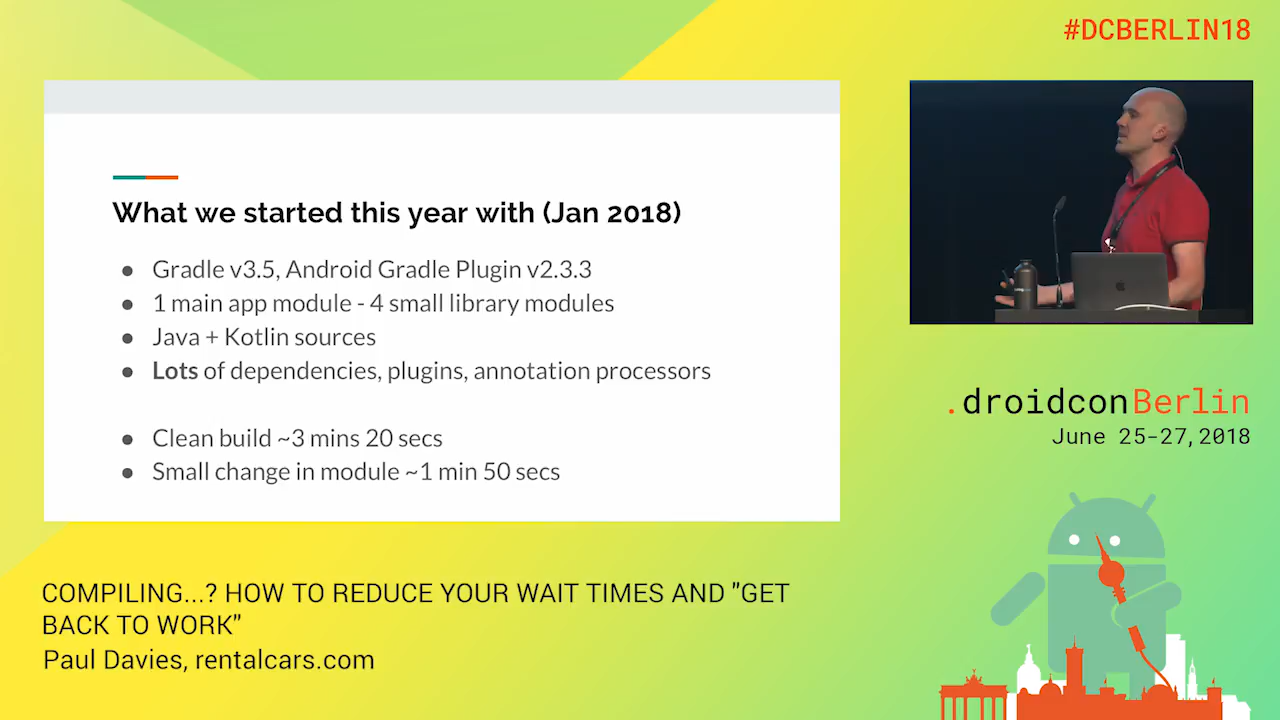 #DCBERLIN18
What we started this year with (Jan 2018)
● Gradle v3.5, Android Gradle Plugin v2.3.3
● 1 main app module - 4 small library modules
● Java + Kotlin sources
● Lots of dependencies, plugins, annotation processors
● Clean build ~3 mins 20 secs
● Small change in module ~1 min 50 secs
.droidconBerlin
June 25-27, 2018
COMPILING...? HOW TO REDUCE YOUR WAIT TIMES AND "GET
BACK TO WORK"
Paul Davies, rentalcars.com